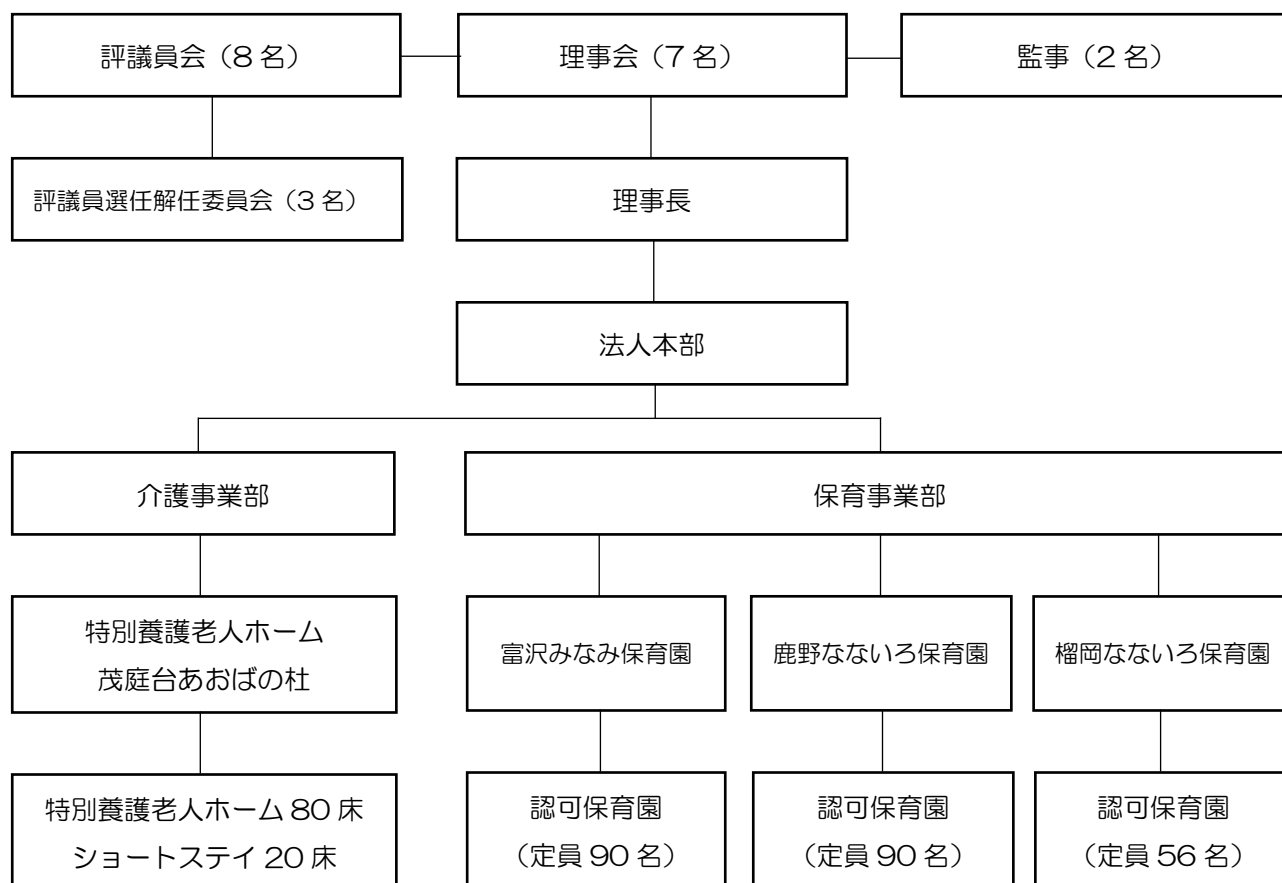 評議員会（8名）
理事会（7名）
監事（2名）
評議員選任解任委員会（3名）
理事長
法人本部
介護事業部
保育事業部
特別養護老人ホーム
茂庭台あおばの杜
富沢みなみ保育園
鹿野なないろ保育園
榴岡なないろ保育園
特別養護老人ホーム80床
ショートステイ20床
認可保育園
（定員90名）
認可保育園
（定員90名）
認可保育園
（定員56名）